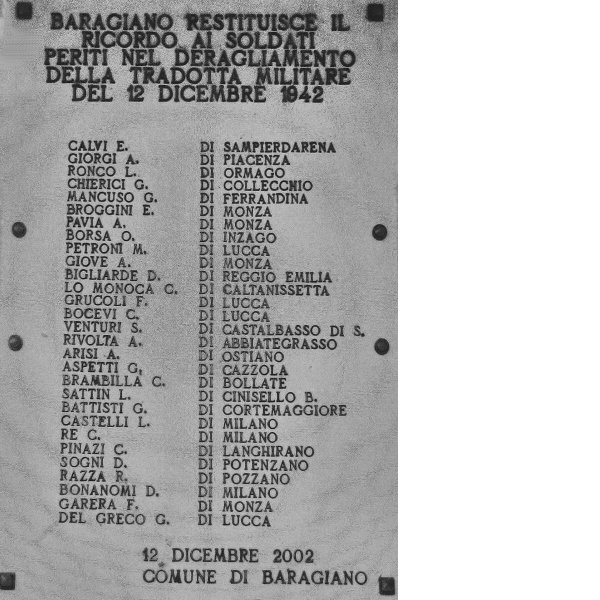 BARAGIANO RESTITUISCE IL
RICORDO AI SOLDATI
PERITI NEL DERAGLIAMENTO
DELLA TRADOTTA MILITARE
DEL 12 DICEMBRE 1942
CALVI E. DI SAMPIERDARENA
GIORGI A. DI PIACENZA
RONCO L. DI ORMAGO
CHIERICI G. DI COLLECCHIO
MANCUSO G. DI FERRANDINA
BROGGINI E. DI MONZA
PAVIA A. DI MONZA
BORSA O. DI INZAGO
PETRONI M. DI LUCCA
GIOVE A. DI MONZA
BIGLIARDE D. DI REGGIO EMILIA
LO MONOCA C. DI CALTANISSETTA
GRUCOLI F. DI LUCCA
BOCEVI C. DI LUCCA
VENTURI S. DI CASTALBASSO DI S.
RIVOLTA A. DI ABBIATEGRASSO
ARISI A. DI OSTIANO
ASPETTI G. DI CAZZOLA
BRAMBILLA C. DI BOLLATE
SATTIN L. DI CINISELLO B.
BATTISTI G. DI CORTEMAGGIORE
CASTELLI L. DI MILANO
RE C. DI MILANO
PINAZI C. DI LANGHIRANO
SOGNI D. DI POTENZANO
RAZZA R. DI POZZANO
BONANOMI D. DI MILANO
GARERA F. DI MONZA
DEL GRECO G. DI LUCCA
12 DICEMBRE 2002
COMUNE DI BARAGIANO